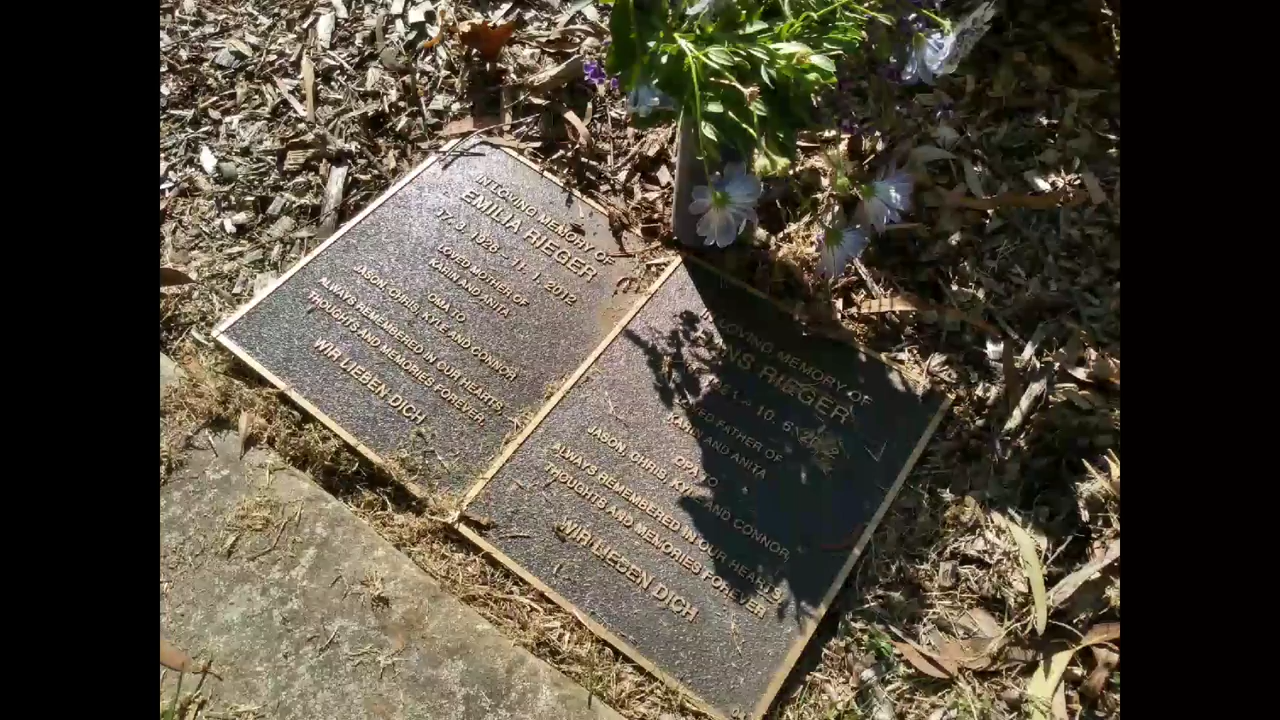 IN LOVING MEMORY OF
EMILIA RIEGER
1926 – 11. 1. 2012
LOVED MOTHER OF
KARIN AND ANITA
OMA TO
JASON, CHRIS, KYLE AND CONNOR
ALWAYS REMEMBERED IN OUR HEARTS,
THOUGHTS AND MEMORIES FOREVER.
WIR LIEBEN DICH
IN LOVING MEMORY OF
RIEGER
– 10. 6.
LOVED FATHER OF
KARIN AND ANITA
OPA TO
JASON, CHRIS, KYLE AND CONNOR,
ALWAYS REMEMBERED IN OUR HEARTS,
THOUGHTS AND MEMORIES FOREVER
WIR LIEBEN DICH